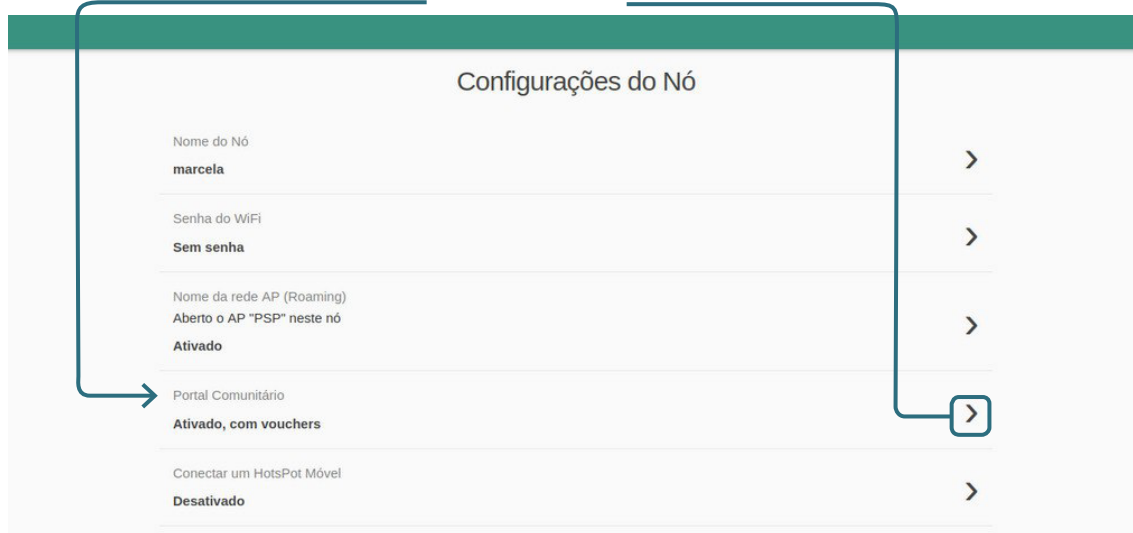 Configurações do Nó
Nome do Nó
marcela
Senha do WiFi
Sem senha
Nome da rede AP (Roaming)
Aberto o AP "PSP" neste nó
Ativado
Portal Comunitário
Ativado, com vouchers
Conectar um HotsPot Móvel
Desativado